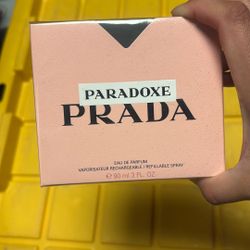 PARADOXE
PRADA
EAU DE PARFUM
VAPORISATEUR RECHARGEABLE / REFILLABLE SPRAY
℮ 90 ml 3 FL. OZ.